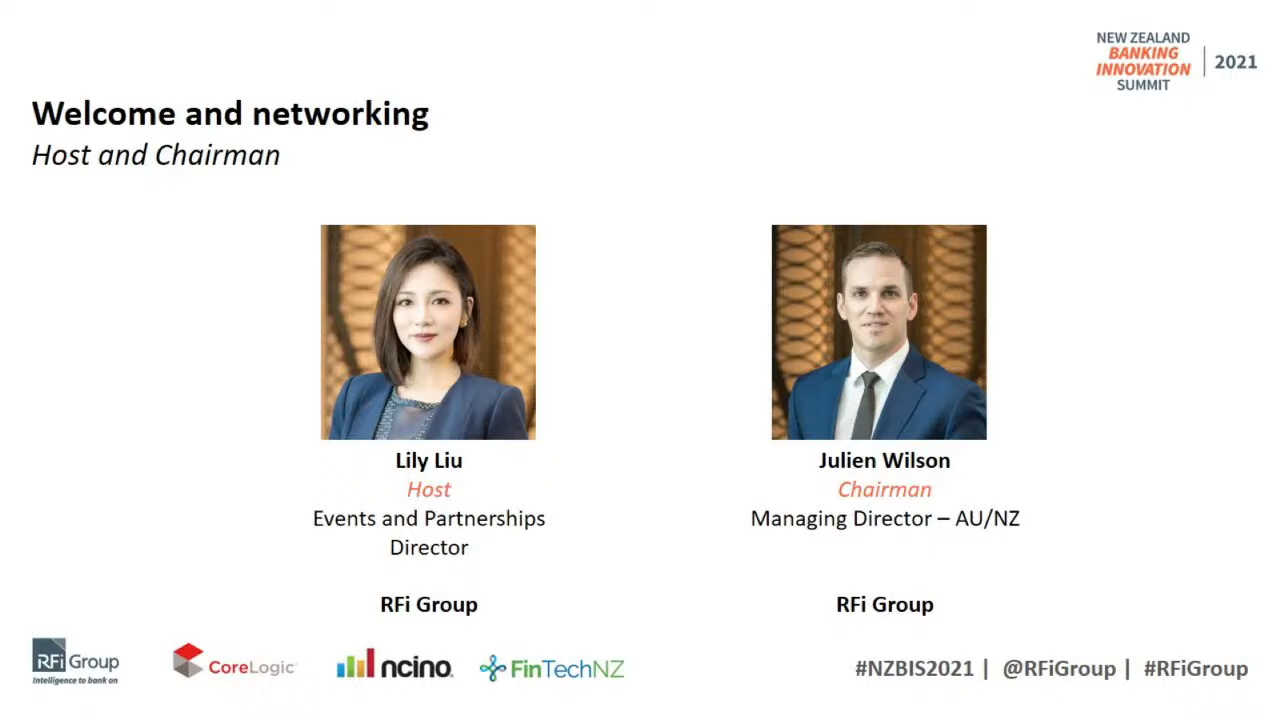 NEW ZEALAND
BANKING
INNOVATION
SUMMIT
2021
Welcome and networking
Host and Chairman
Lily Liu
Host
Events and Partnerships
Director
RFi Group
Julien Wilson
Chairman
Managing Director – AU/NZ
RFi Group
RFi Group
Intelligence to bank on
CoreLogic
ncino.
FinTechNZ
#NZBIS2021 | @RFiGroup | #RFiGroup